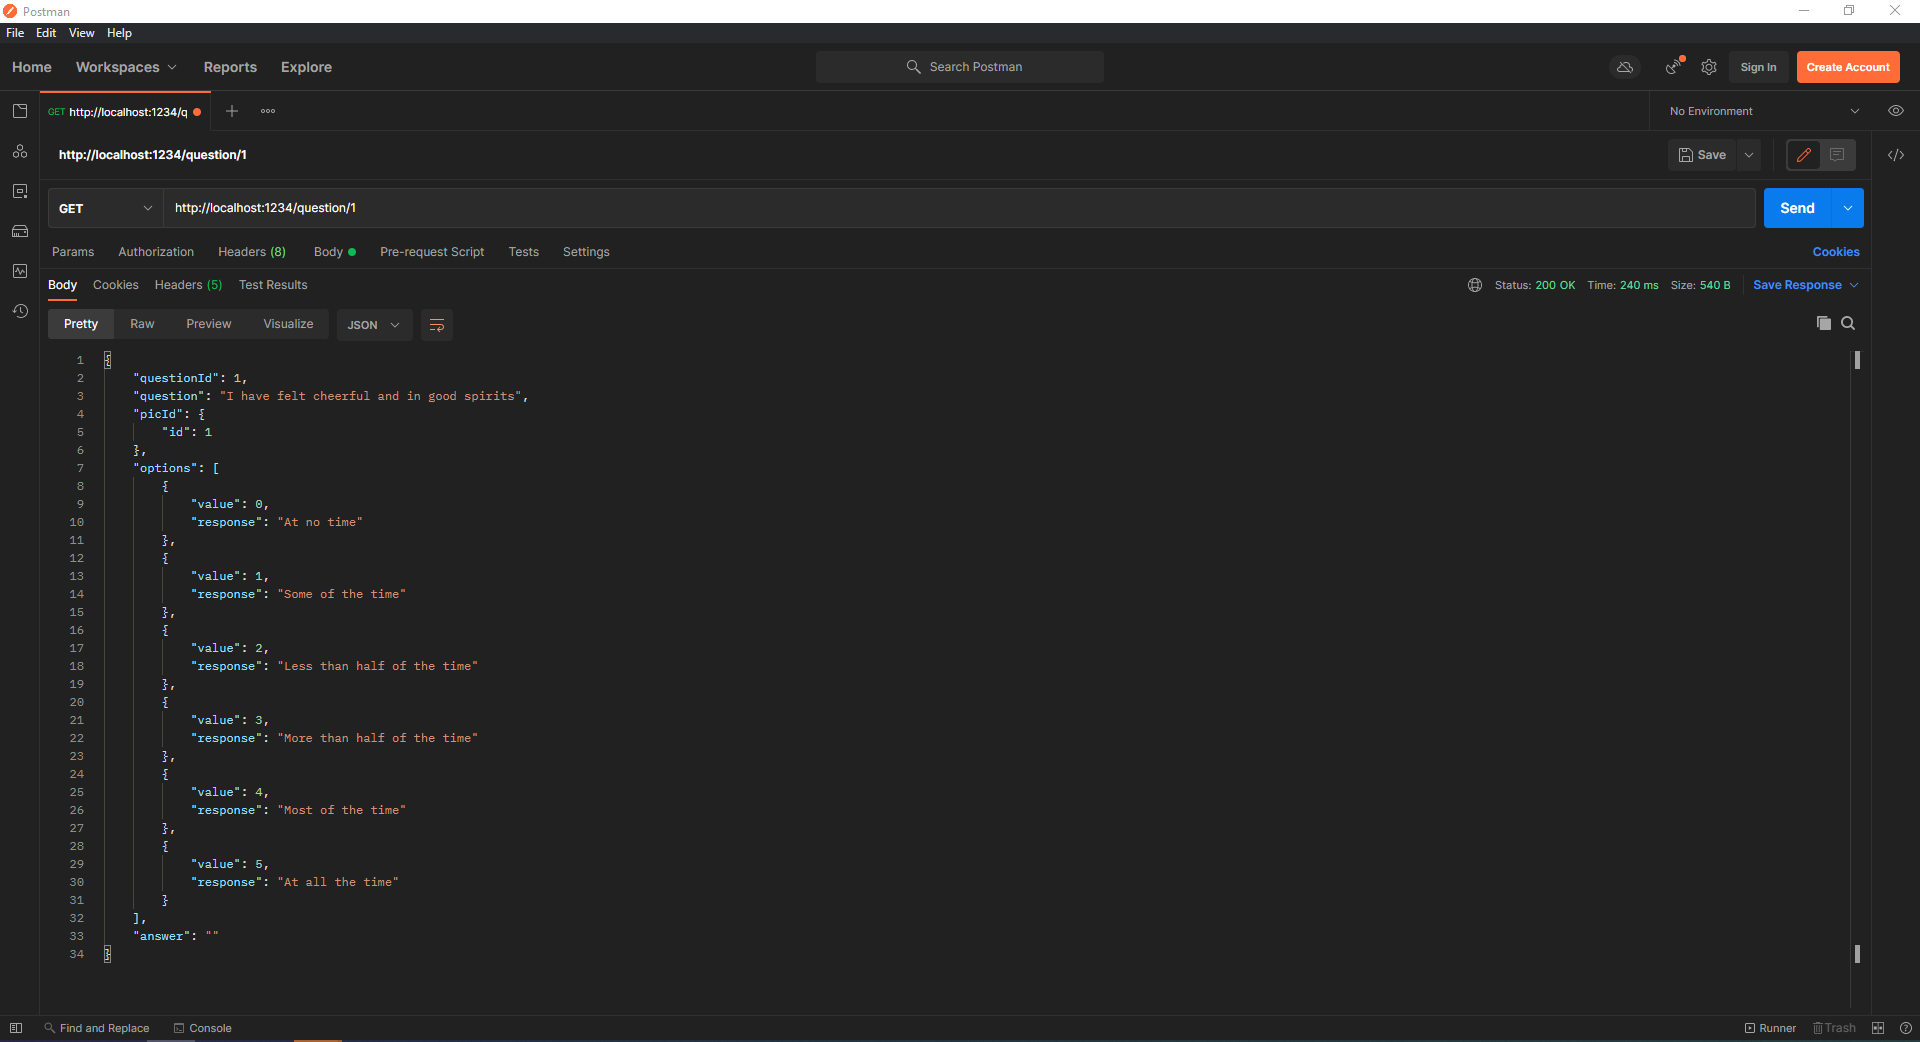 Postman
File Edit View Help
Home Workspaces Reports Explore Search Postman Sign In Create Account
GET http://localhost:1234/q No Environment
http://localhost:1234/question/1 Save
GET http://localhost:1234/question/1 Send
Params Authorization Headers (8) Body Pre-request Script Tests Settings Cookies
Body Cookies Headers (5) Test Results Status: 200 OK Time: 240 ms Size: 540 B Save Response
Pretty Raw Preview Visualize JSON
1 {
2 "questionId": 1,
3 "question": "I have felt cheerful and in good spirits",
4 "picId": {
5 "id": 1
6 },
7 "options": [
8 {
9 "value": 0,
10 "response": "At no time"
11 },
12 {
13 "value": 1,
14 "response": "Some of the time"
15 },
16 {
17 "value": 2,
18 "response": "Less than half of the time"
19 },
20 {
21 "value": 3,
22 "response": "More than half of the time"
23 },
24 {
25 "value": 4,
26 "response": "Most of the time"
27 },
28 {
29 "value": 5,
30 "response": "At all the time"
31 }
32 ],
33 "answer": ""
34 }
Find and Replace Console Runner Trash